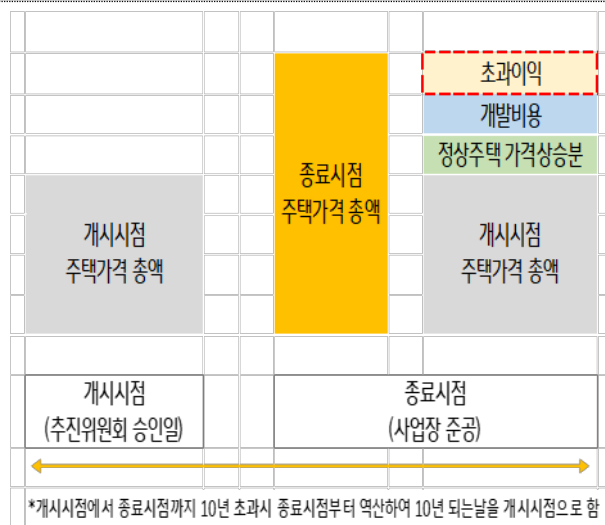 초과이익
개발비용
정상주택 가격상승분
종료시점
주택가격 총액
개시시점
주택가격 총액
개시시점
주택가격 총액
개시시점
(추진위원회 승인일)
종료시점
(사업장 준공)
*개시시점에서 종료시점까지 10년 초과시 종료시점부터 역산하여 10년 되는날을 개시시점으로 함